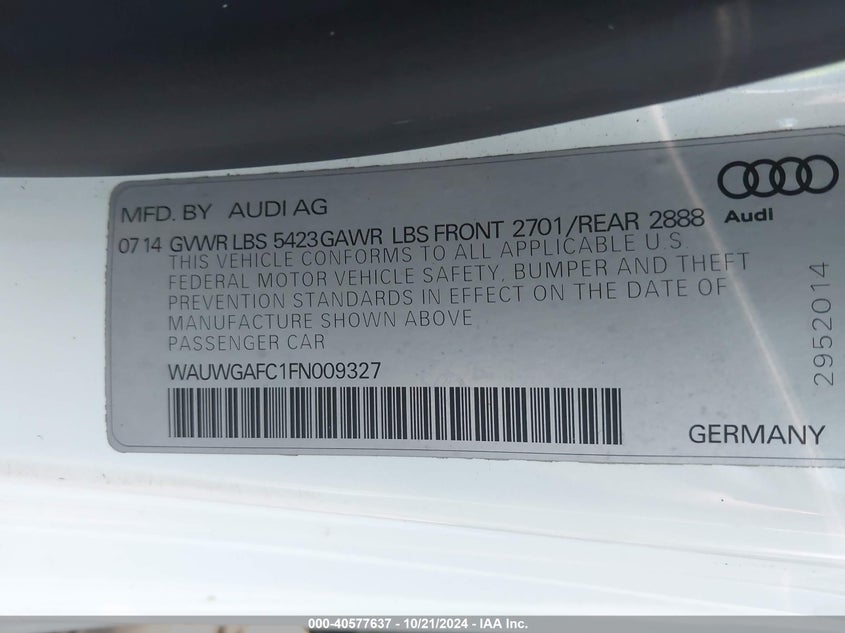 MFD. BY AUDI AG
Audi
07 14 GVWR LBS 5423 GAWR LBS FRONT 2701/REAR 2888
THIS VEHICLE CONFORMS TO ALL APPLICABLE U.S.
FEDERAL MOTOR VEHICLE SAFETY, BUMPER AND THEFT
PREVENTION STANDARDS IN EFFECT ON THE DATE OF
MANUFACTURE SHOWN ABOVE
PASSENGER CAR
WAUWGAFC1FN009327
GERMANY
2952014
000-40577637 - 10/21/2024 - IAA Inc.